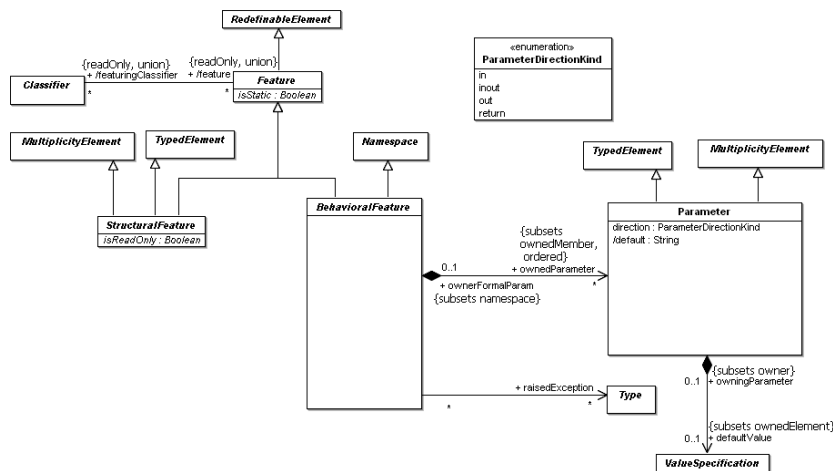 RedefinableElement
«enumeration»
ParameterDirectionKind
in
inout
out
return
{readOnly, union}
{readOnly, union}
+ /featuringClassifier
+ /feature
Classifier
*
*
Feature
isStatic : Boolean
MultiplicityElement
TypedElement
Namespace
TypedElement
MultiplicityElement
StructuralFeature
isReadOnly : Boolean
BehavioralFeature
Parameter
direction : ParameterDirectionKind
/default : String
{subsets
ownedMember,
ordered}
0..1
+ ownedParameter
+ ownerFormalParam
*
{subsets namespace}
{subsets owner}
0..1
+ owningParameter
+ raisedException
*
*
Type
{subsets ownedElement}
0..1
+ defaultValue
ValueSpecification